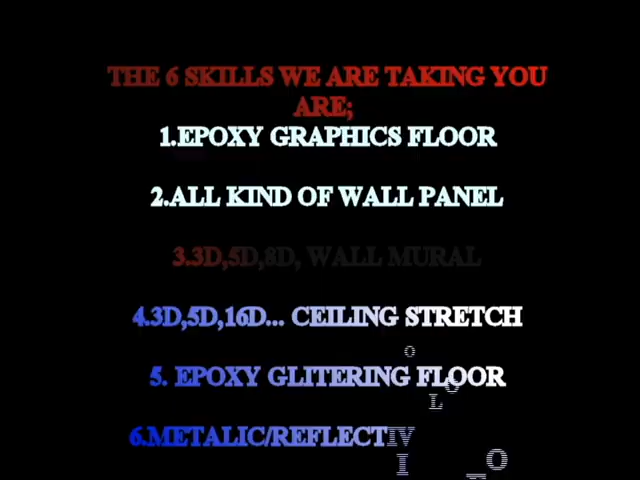 THE 6 SKILLS WE ARE TAKING YOU
ARE;
1.EPOXY GRAPHICS FLOOR
2.ALL KIND OF WALL PANEL
3.3D,5D,8D, WALL MURAL
4.3D,5D,16D... CEILING STRETCH
5. EPOXY GLITERING FLOOR
6.METALIC/REFLECTIV